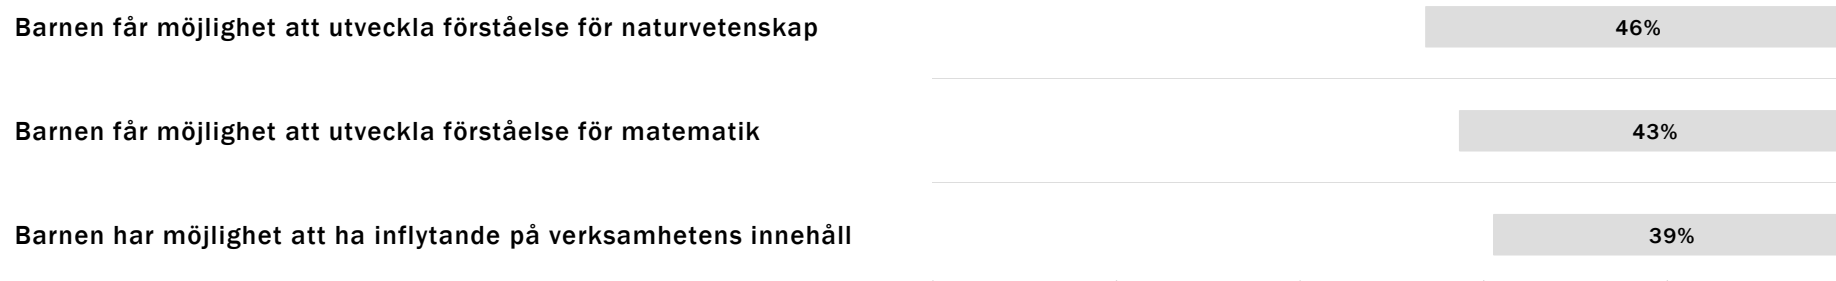 Barnen får möjlighet att utveckla förståelse för naturvetenskap 46%
Barnen får möjlighet att utveckla förståelse för matematik 43%
Barnen har möjlighet att ha inflytande på verksamhetens innehåll 39%